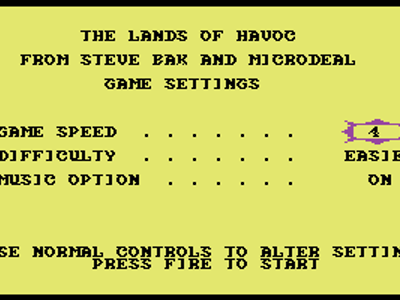 THE LANDS OF HAVOC
FROM STEVE BAK AND MICRODEAL
GAME SETTINGS
GAME SPEED . . . . . . . 4
DIFFICULTY . . . . . . . EASIE
MUSIC OPTION . . . . . . ON
SE NORMAL CONTROLS TO ALTER SETTIN
PRESS FIRE TO START